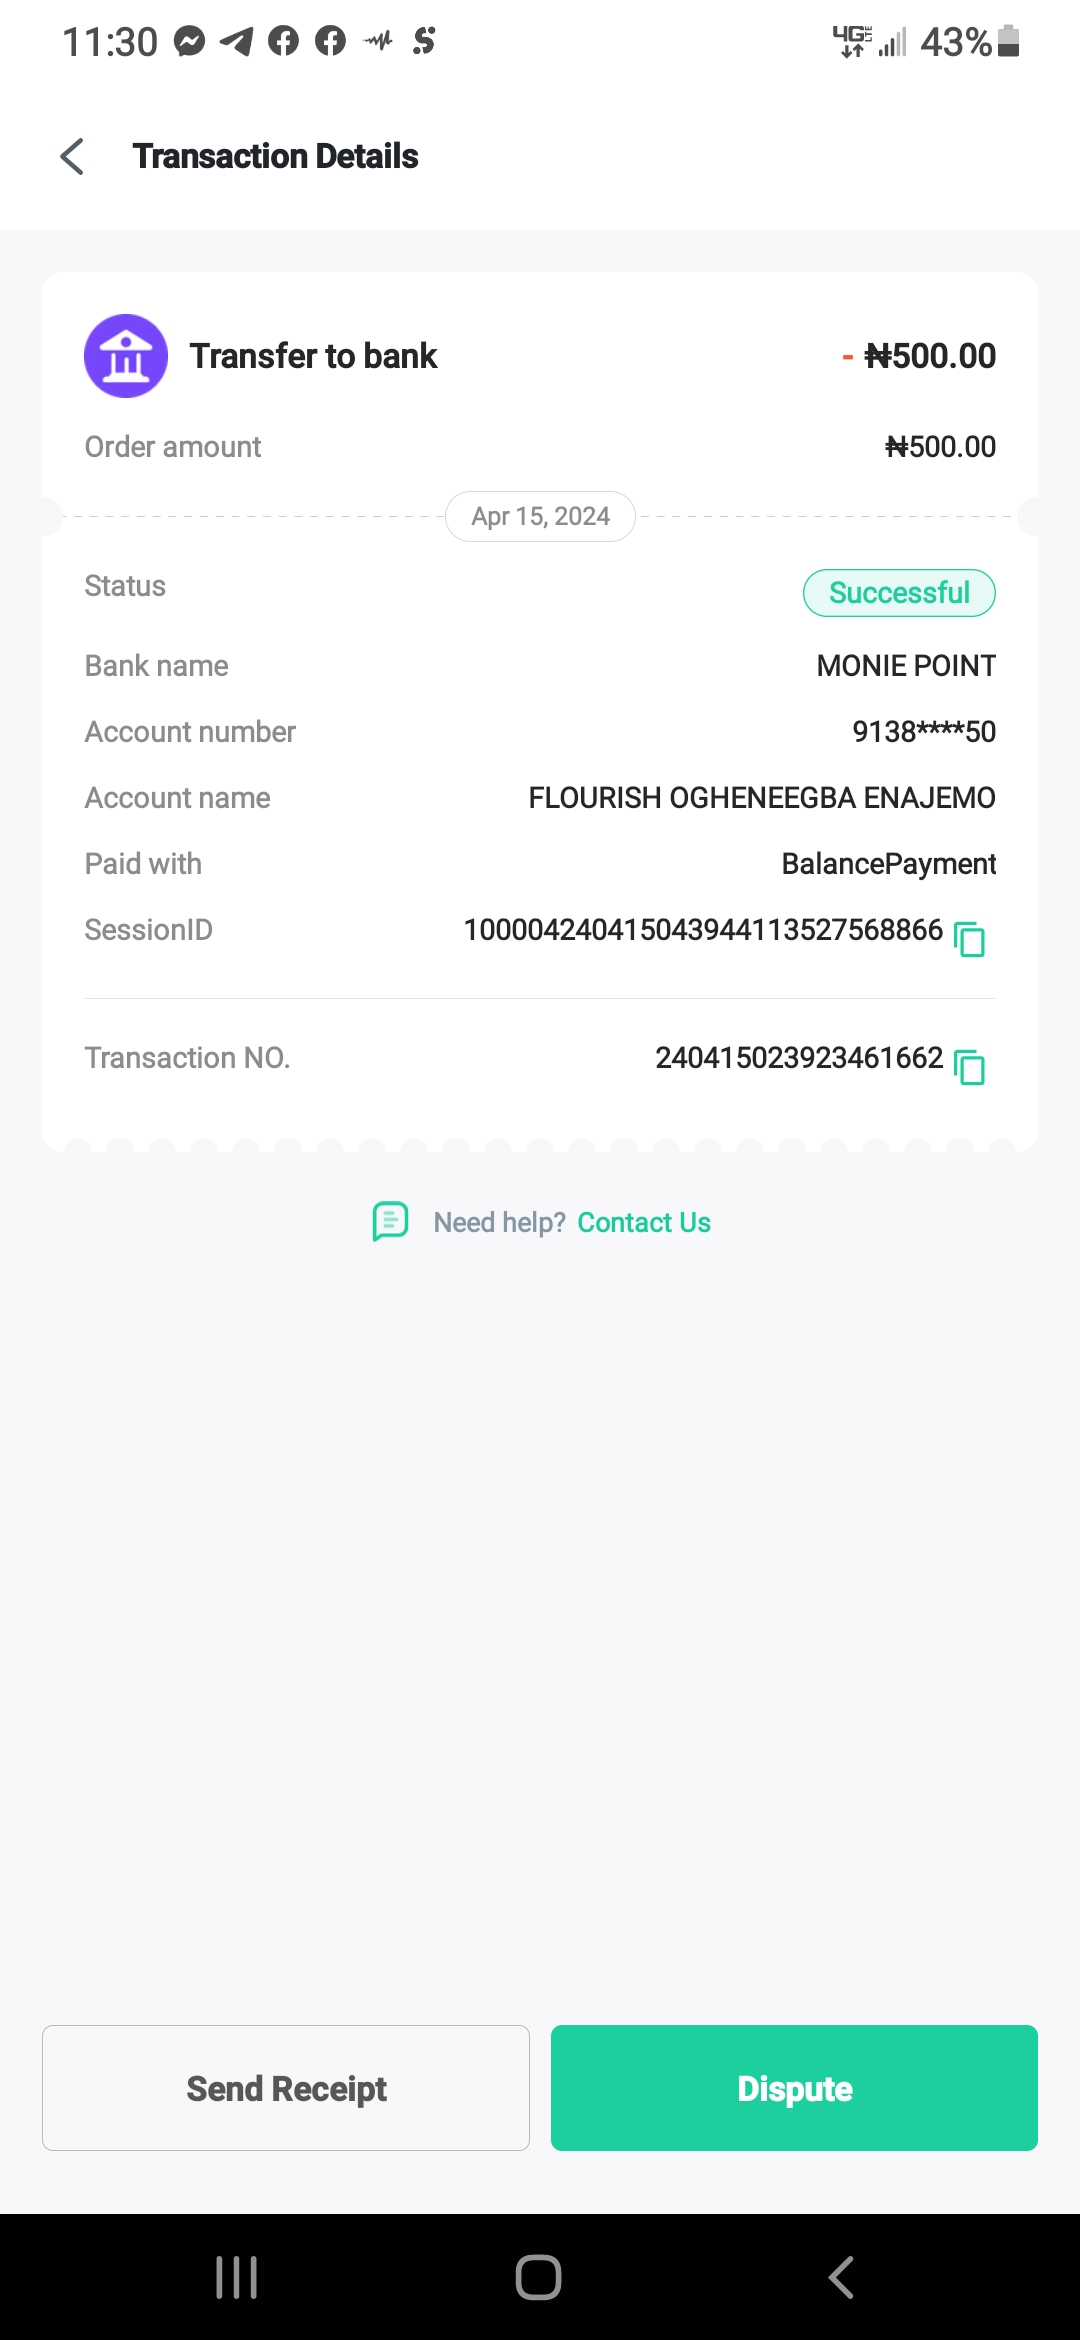 11:30 43%
Transaction Details
Transfer to bank - ₦500.00
Order amount ₦500.00
Apr 15, 2024
Status Successful
Bank name MONIE POINT
Account number 9138****50
Account name FLOURISH OGHENEEGBA ENAJEMO
Paid with BalancePayment
SessionID 100004240415043944113527568866
Transaction NO. 240415023923461662
Need help? Contact Us
Send Receipt Dispute